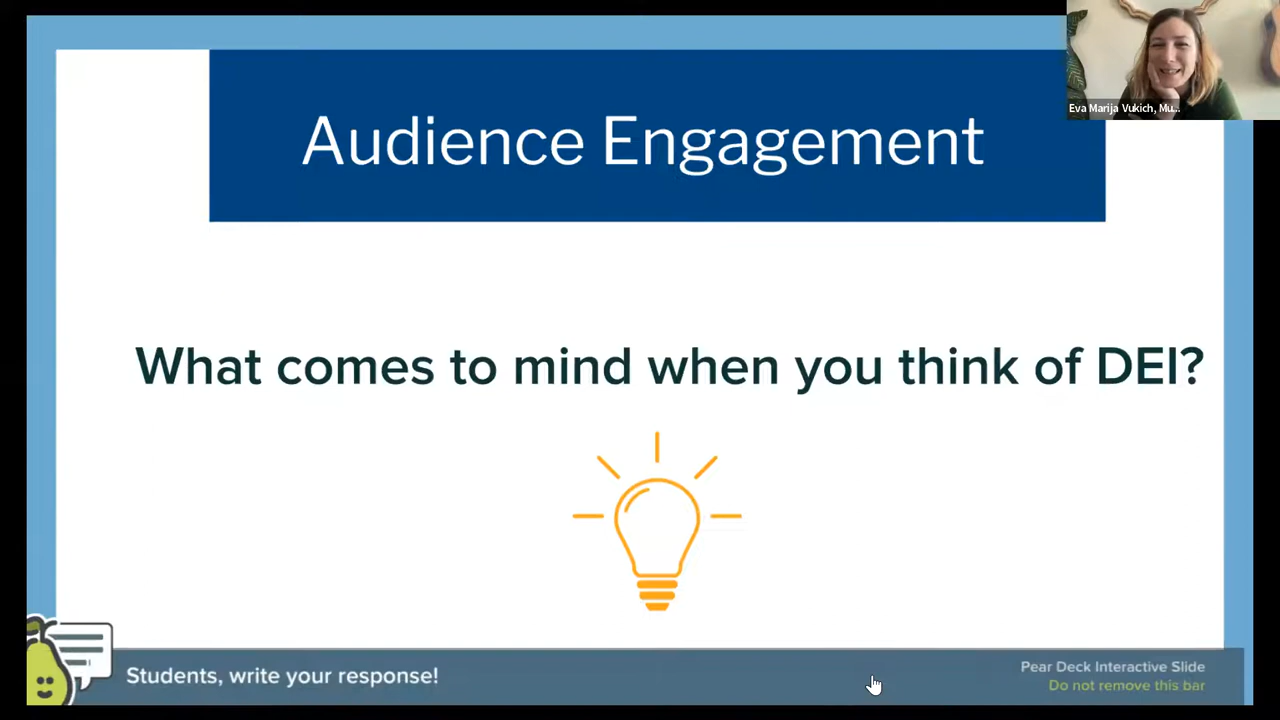 Audience Engagement
Eva Marija Vukich, Mu...
What comes to mind when you think of DEI?
Students, write your response!
Pear Deck Interactive Slide
Do not remove this bar